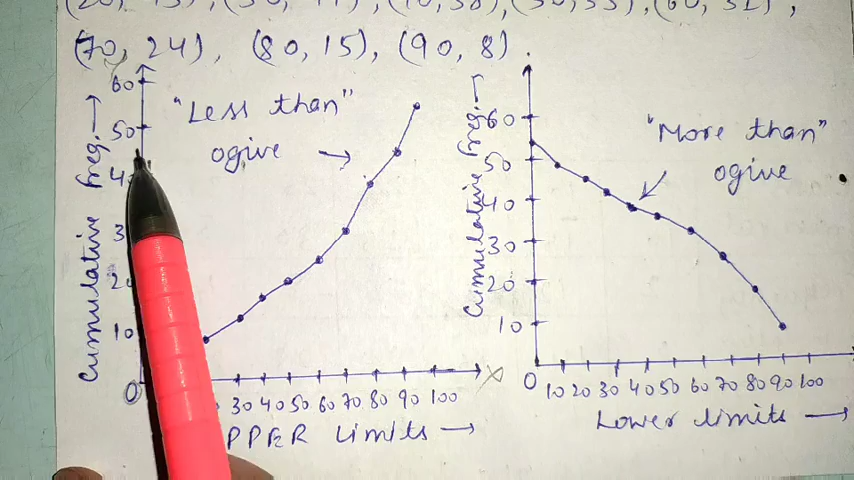 (70, 24), (80, 15), (90, 8).
60
50
10
0
Cumulative freq. →
"Less than"
ogive →
30 40 50 60 70 80 90 100
PPER limits →
60
50
40
30
20
10
0
Cumulative freq. →
"More than"
ogive
10 20 30 40 50 60 70 80 90 100
Lower limits →